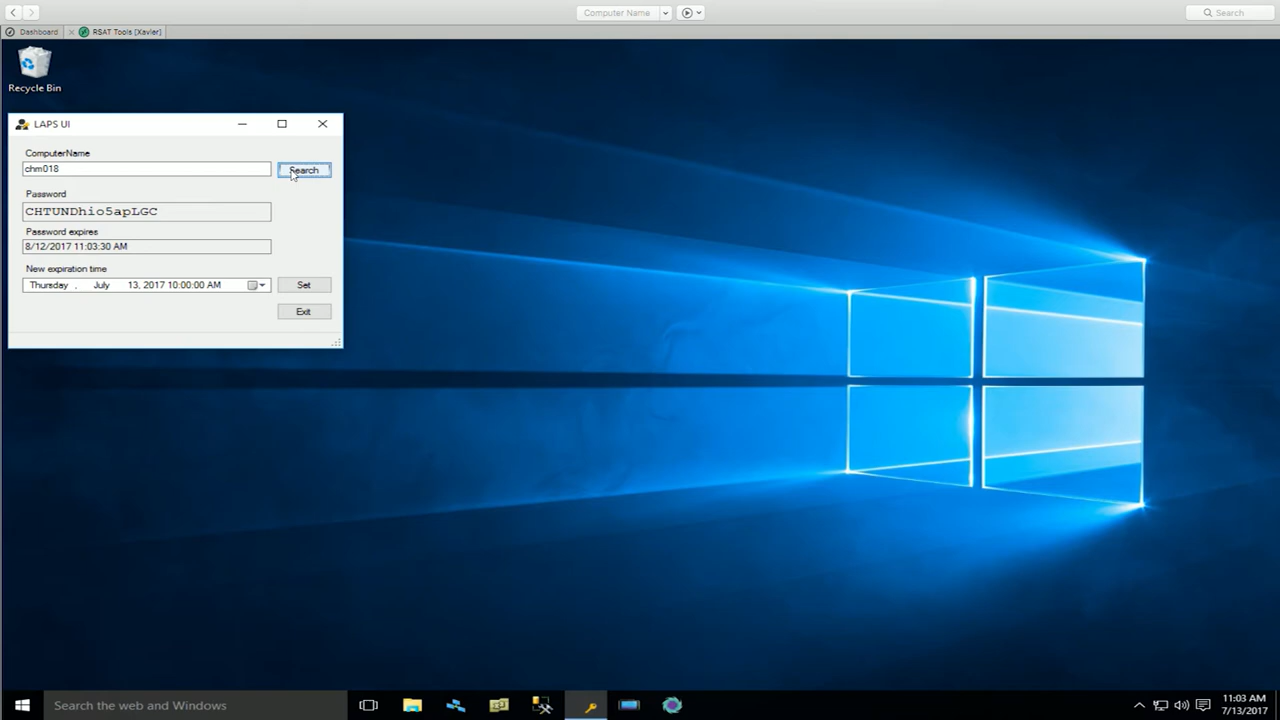 Computer Name
Search
Dashboard
RSAT Tools (Xavier)
Recycle Bin
LAPS UI
ComputerName
chm018
Search
Password
CHTUNDhio5apLGC
Password expires
8/12/2017 11:03:30 AM
New expiration time
Thursday , July 13, 2017 10:00:00 AM
Set
Exit
Search the web and Windows
11:03 AM
7/13/2017